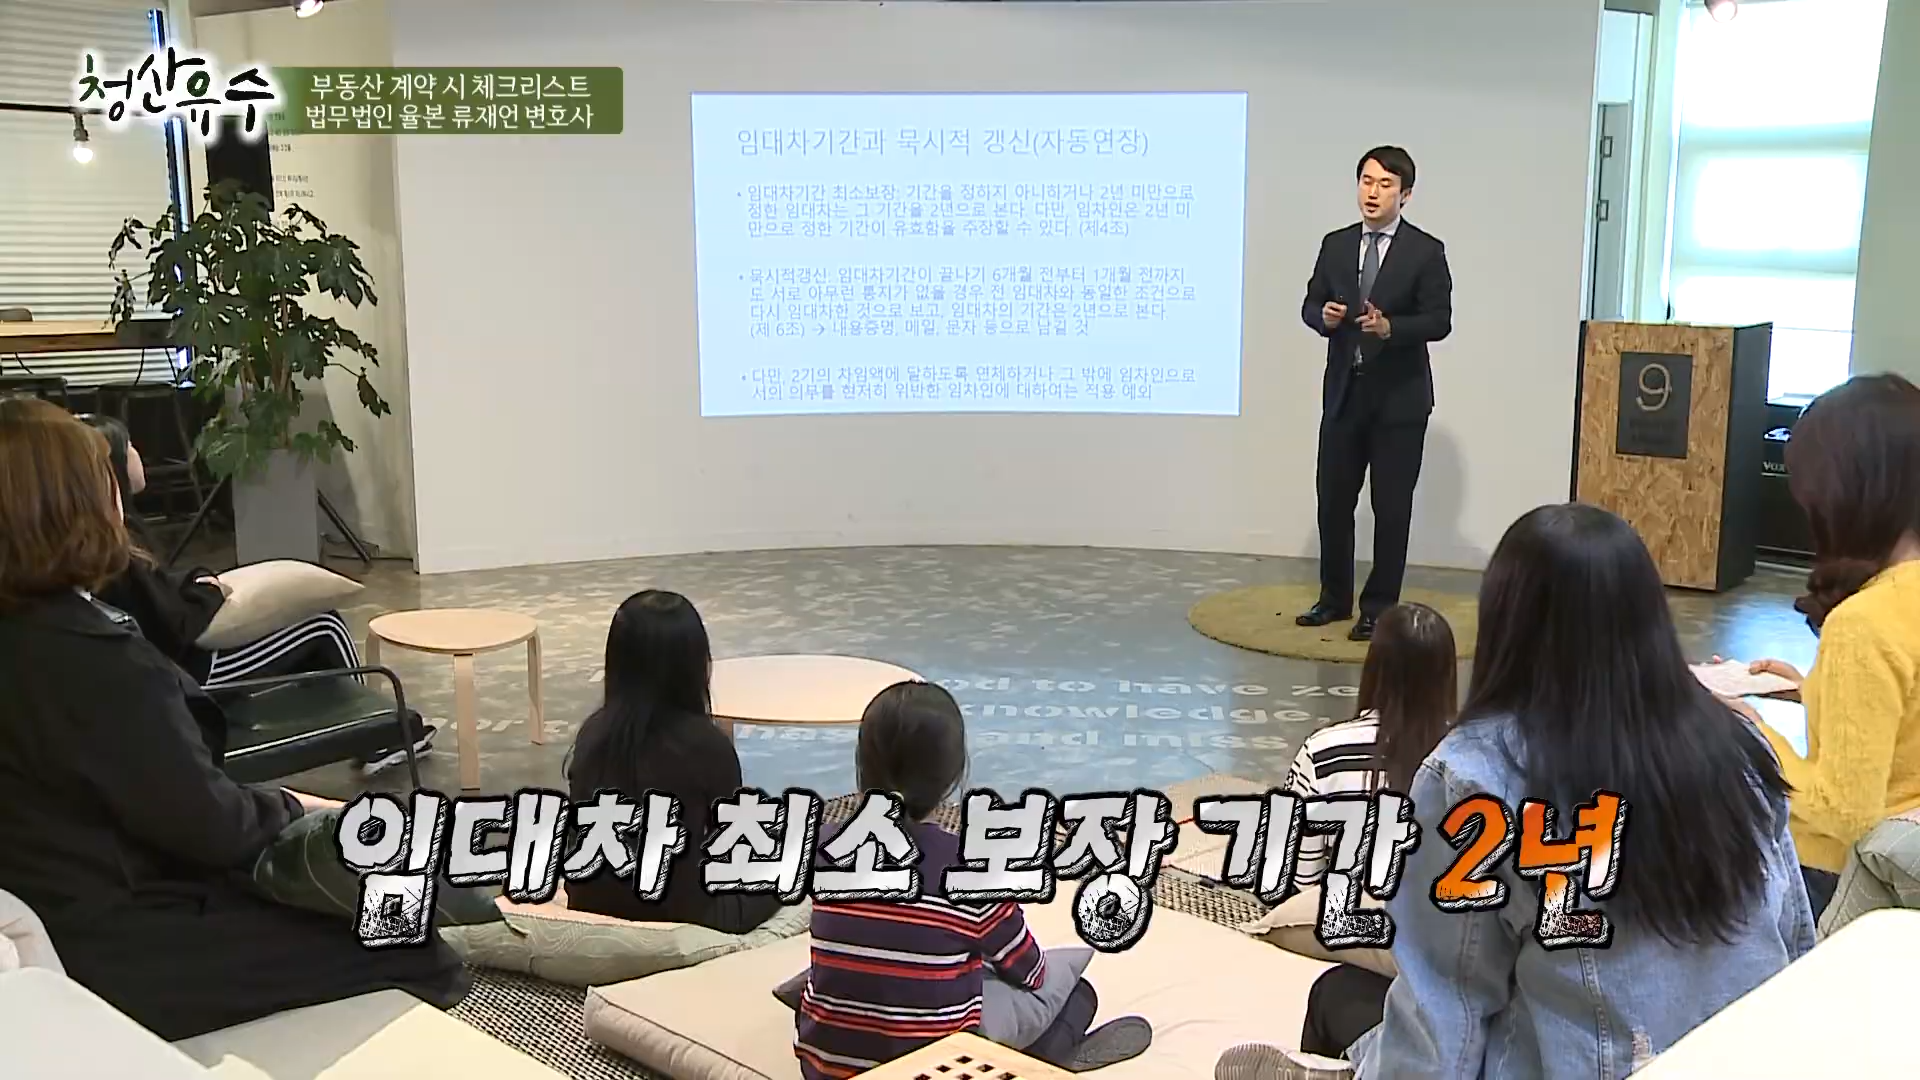 청산유수
부동산 계약 시 체크리스트
법무법인 율본 류재언 변호사
임대차기간과 묵시적 갱신(자동연장)
• 임대차기간 최소보장: 기간을 정하지 아니하거나 2년 미만으로
정한 임대차는 그 기간을 2년으로 본다. 다만, 임차인은 2년 미
만으로 정한 기간이 유효함을 주장할 수 있다. (제4조)
• 묵시적갱신: 임대차기간이 끝나기 6개월 전부터 1개월 전까지
도 서로 아무런 통지가 없을 경우 전 임대차와 동일한 조건으로
다시 임대차한 것으로 보고, 임대차의 기간은 2년으로 본다
(제 6조) → 내용증명, 메일, 문자 등으로 남길 것
• 다만, 2기의 차임액에 달하도록 연체하거나 그 밖에 임차인으로
서의 의무를 현저히 위반한 임차인에 대하여는 적용 예외
9
VOX
to have ze
knowledge,
and miss
임대차 최소 보장 기간 2년